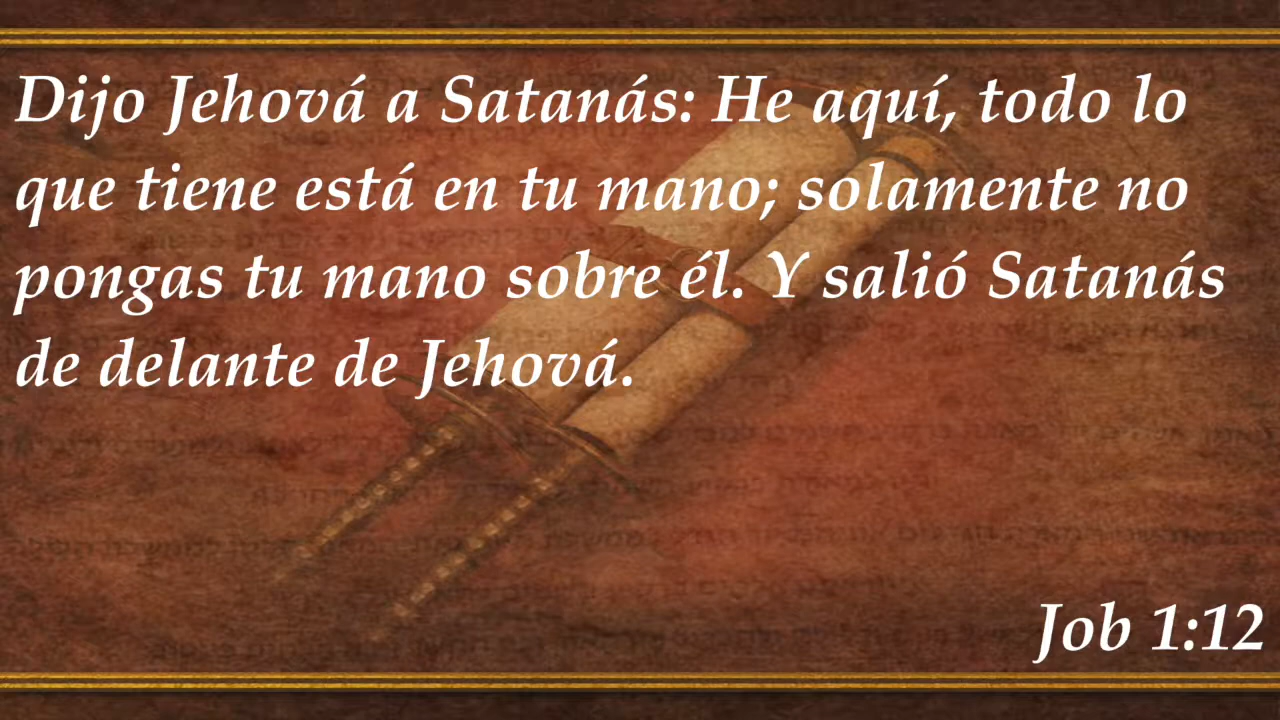 Dijo Jehová a Satanás: He aquí, todo lo
que tiene está en tu mano; solamente no
pongas tu mano sobre él. Y salió Satanás
de delante de Jehová.
Job 1:12